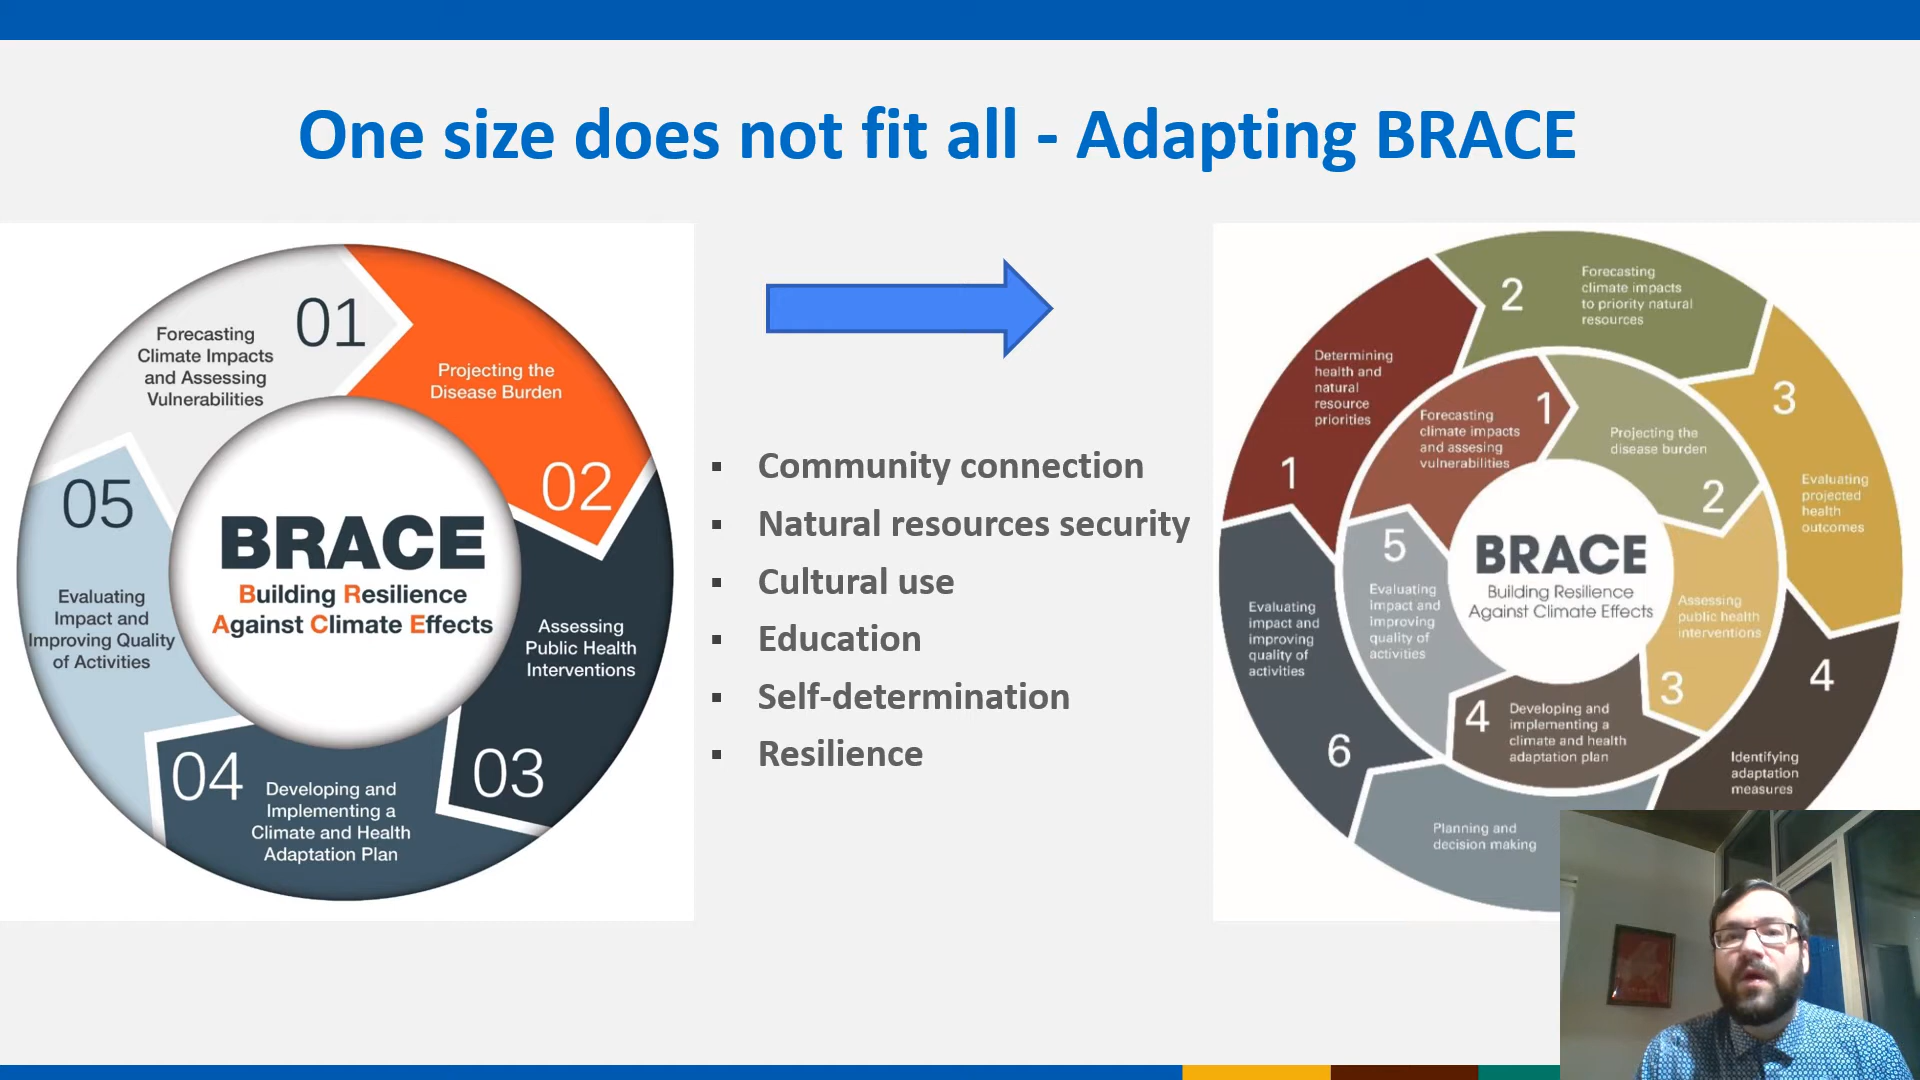 One size does not fit all - Adapting BRACE
01
Forecasting
Climate Impacts
and Assessing
Vulnerabilities
Projecting the
Disease Burden
02
Assessing
Public Health
Interventions
03
04
Developing and
Implementing a
Climate and Health
Adaptation Plan
05
Evaluating
Impact and
Improving Quality
of Activities
BRACE
Building Resilience
Against Climate Effects
▪ Community connection
▪ Natural resources security
▪ Cultural use
▪ Education
▪ Self-determination
▪ Resilience
Determining
health and
natural
resource
priorities
1
2
Forecasting
climate impacts
to priority natural
resources
3
Evaluating
projected
health
outcomes
4
Identifying
adaptation
measures
Planning and
decision making
6
Evaluating
impact and
improving
quality of
activities
1
Forecasting
climate impacts
and assesing
vulnerabilities
Projecting the
disease burden
2
Assessing
public health
interventions
3
4
Developing and
implementing a
climate and health
adaptation plan
5
Evaluating
impact and
improving
quality of
activities
BRACE
Building Resilience
Against Climate Effects